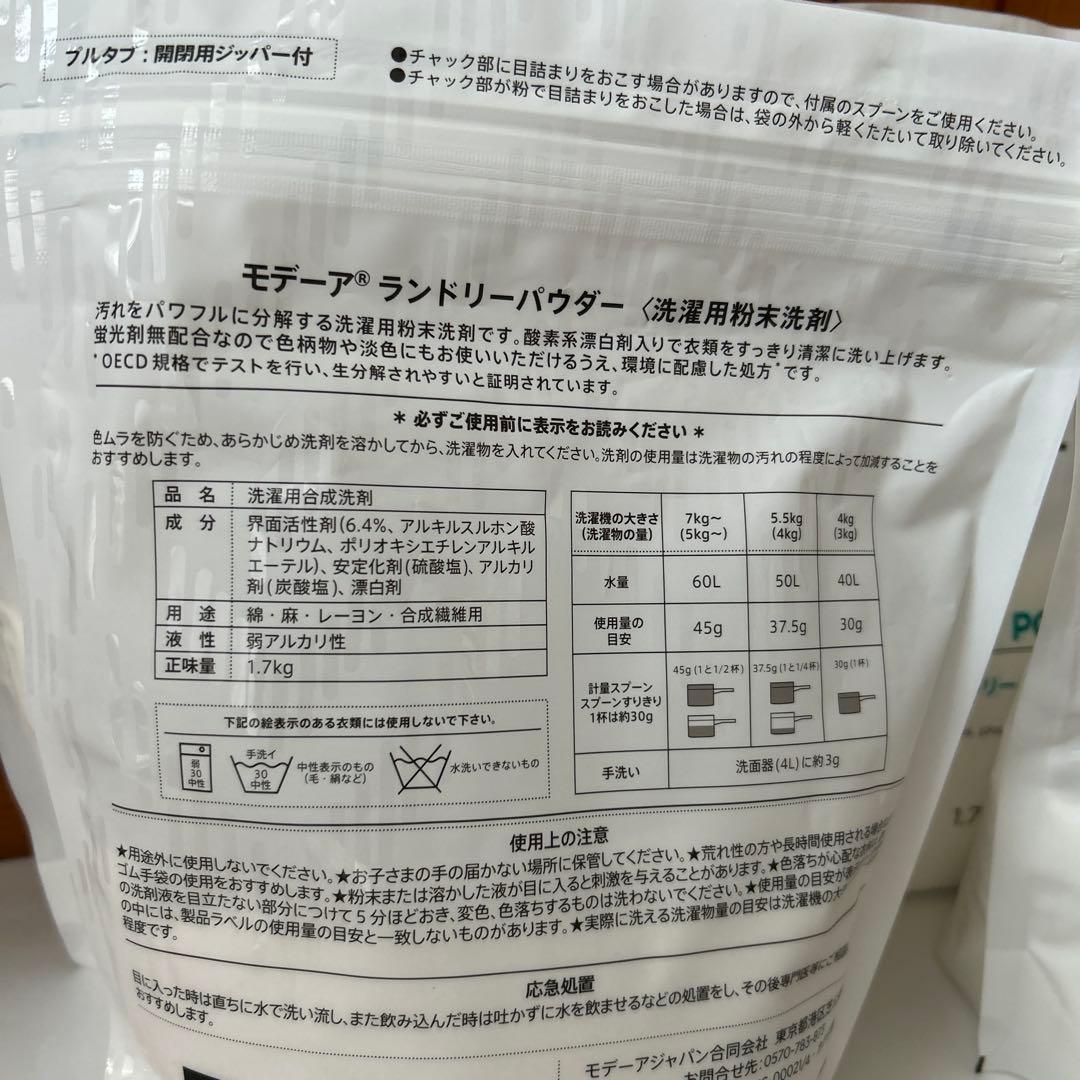 プルタブ：開閉用ジッパー付
●チャック部に目詰まりをおこす場合がありますので、付属のスプーンをご使用ください。
●チャック部が粉で目詰まりをおこした場合は、袋の外から軽くたたいて取り除いてください。
モデーア® ランドリーパウダー〈洗濯用粉末洗剤〉
汚れをパワフルに分解する洗濯用粉末洗剤です。酸素系漂白剤入りで衣類をすっきり清潔に洗い上げます。
蛍光剤無配合なので色柄物や淡色にもお使いいただけるうえ、環境に配慮した処方*です。
*OECD 規格でテストを行い、生分解されやすいと証明されています。
＊ 必ずご使用前に表示をお読みください ＊
色ムラを防ぐため、あらかじめ洗剤を溶かしてから、洗濯物を入れてください。洗剤の使用量は洗濯物の汚れの程度によって加減することを
おすすめします。
品 名 洗濯用合成洗剤
成 分 界面活性剤(6.4%、アルキルスルホン酸
ナトリウム、ポリオキシエチレンアルキル
エーテル)、安定化剤(硫酸塩)、アルカリ
剤(炭酸塩)、漂白剤
用 途 綿・麻・レーヨン・合成繊維用
液 性 弱アルカリ性
正味量 1.7kg
下記の絵表示のある衣類には使用しないで下さい。
弱
30
中性
手洗イ
30
中性
中性表示のもの
(毛・絹など)
水洗いできないもの
洗濯機の大きさ
(洗濯物の量)
7kg〜
(5kg〜)
5.5kg
(4kg)
4kg
(3kg)
水量 60L 50L 40L
使用量の
目安
45g 37.5g 30g
計量スプーン
スプーンすりきり
1杯は約30g
45g (1と1/2杯) 37.5g (1と1/4杯) 30g (1杯)
手洗い 洗面器(4L)に約3g
使用上の注意
★用途外に使用しないでください。★お子さまの手の届かない場所に保管してください。★荒れ性の方や長時間使用される場合
ゴム手袋の使用をおすすめします。★粉末または溶かした液が目に入ると刺激を与えることがあります。★色落ちが心配な
の洗剤液を目立たない部分につけて5分ほどおき、変色、色落ちするものは洗わないでください。★使用量の目安が
の中には、製品ラベルの使用量の目安と一致しないものがあります。★実際に洗える洗濯物量の目安は洗濯機の大
程度です。
応急処置
目に入った時は直ちに水で洗い流し、また飲み込んだ時は吐かずに水を飲ませるなどの処置をし、その後専門医等にご
おすすめします。
モデーアジャパン合同会社 東京都港区芝
お問合せ先：0570-783-87
00021/4
PO
リー
1.7